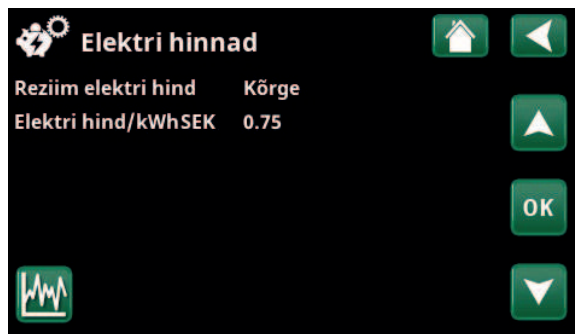 Elektri hinnad
Reziim elektri hind Kõrge
Elektri hind/kWhSEK 0.75
OK